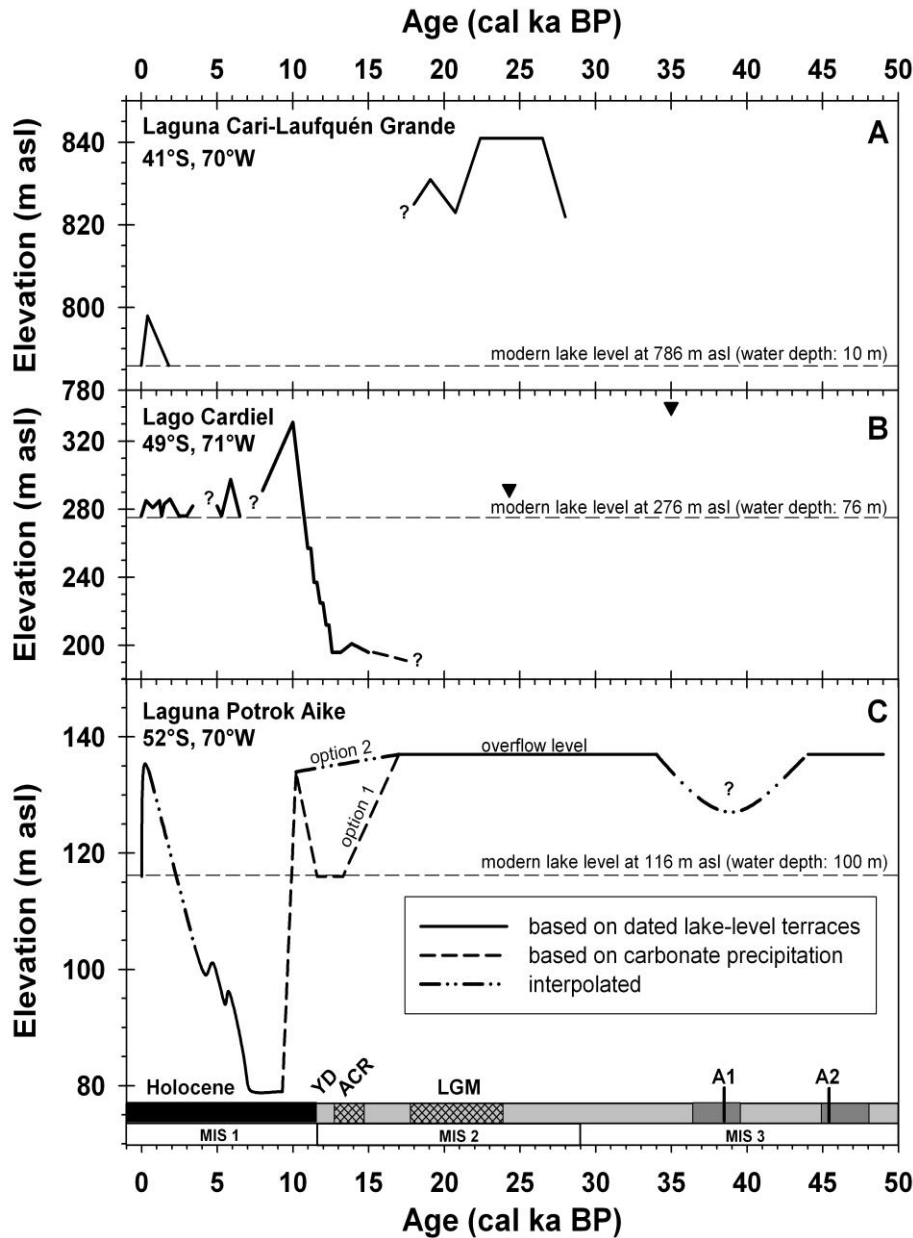 Age (cal ka BP)
0 5 10 15 20 25 30 35 40 45 50
Laguna Cari-Laufquén Grande
41°S, 70°W
A
Elevation (m asl)
840
820
800
780
?
modern lake level at 786 m asl (water depth: 10 m)
Lago Cardiel
49°S, 71°W
B
Elevation (m asl)
320
280
240
200
? ?
?
modern lake level at 276 m asl (water depth: 76 m)
Laguna Potrok Aike
52°S, 70°W
C
Elevation (m asl)
140
120
100
80
option 2
option 1
overflow level
?
modern lake level at 116 m asl (water depth: 100 m)
based on dated lake-level terraces
based on carbonate precipitation
interpolated
Holocene YD ACR LGM A1 A2
MIS 1 MIS 2 MIS 3
0 5 10 15 20 25 30 35 40 45 50
Age (cal ka BP)